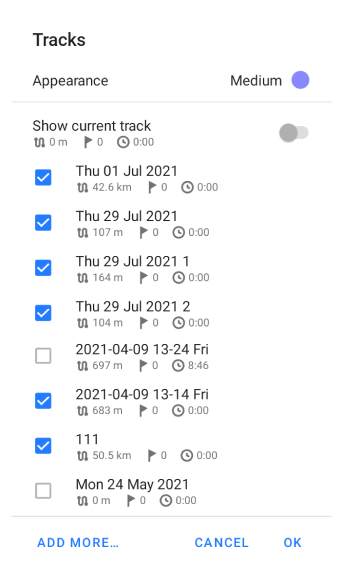 Tracks
Appearance Medium
Show current track
0 m 0 0:00
Thu 01 Jul 2021
42.6 km 0 0:00
Thu 29 Jul 2021
107 m 0 0:00
Thu 29 Jul 2021 1
164 m 0 0:00
Thu 29 Jul 2021 2
104 m 0 0:00
2021-04-09 13-24 Fri
697 m 0 8:46
2021-04-09 13-14 Fri
683 m 0 0:00
111
50.5 km 0 0:00
Mon 24 May 2021
0 m 0 0:00
ADD MORE... CANCEL OK